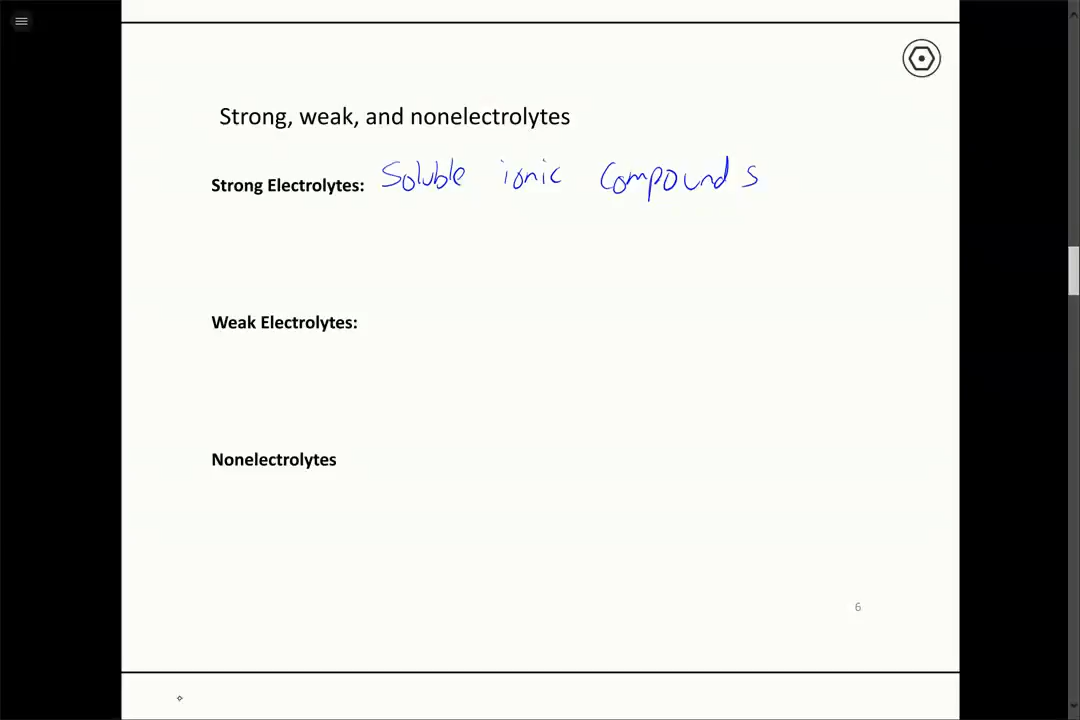 Strong, weak, and nonelectrolytes
Strong Electrolytes: Soluble ionic compounds
Weak Electrolytes:
Nonelectrolytes
6